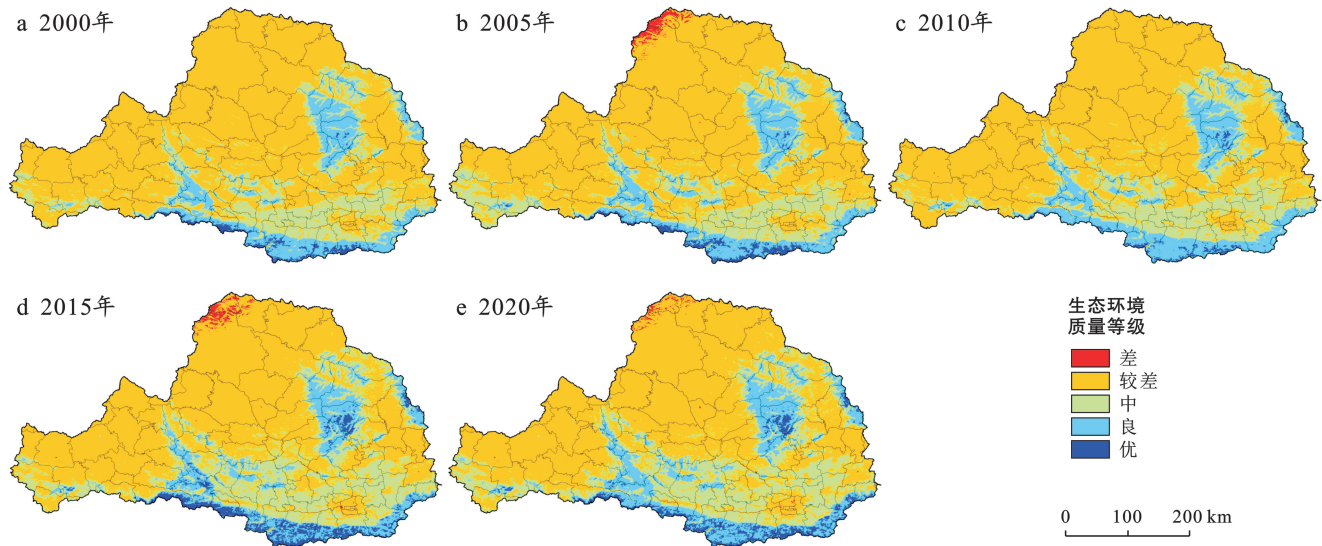 a 2000年
b 2005年
c 2010年
d 2015年
e 2020年
生态环境
质量等级
差
较差
中
良
优
0 100 200 km